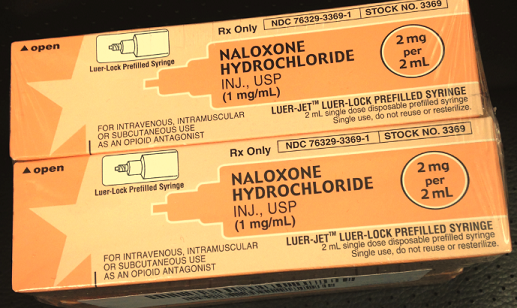 ▲open
Luer-Lock Prefilled Syringe
Rx Only
NDC 76329-3369-1
STOCK NO. 3369
NALOXONE
HYDROCHLORIDE
INJ., USP
(1 mg/mL)
2 mg
per
2 mL
FOR INTRAVENOUS, INTRAMUSCULAR
OR SUBCUTANEOUS USE
AS AN OPIOID ANTAGONIST
LUER-JET™ LUER-LOCK PREFILLED SYRINGE
2 mL single dose disposable prefilled syringe
Single use, do not reuse or resterilize.
▲open
Luer-Lock Prefilled Syringe
Rx Only
NDC 76329-3369-1
STOCK NO. 3369
NALOXONE
HYDROCHLORIDE
INJ., USP
(1 mg/mL)
2 mg
per
2 mL
FOR INTRAVENOUS, INTRAMUSCULAR
OR SUBCUTANEOUS USE
AS AN OPIOID ANTAGONIST
LUER-JET™ LUER-LOCK PREFILLED SYRINGE
2 mL single dose disposable prefilled syringe
Single use, do not reuse or resterilize.